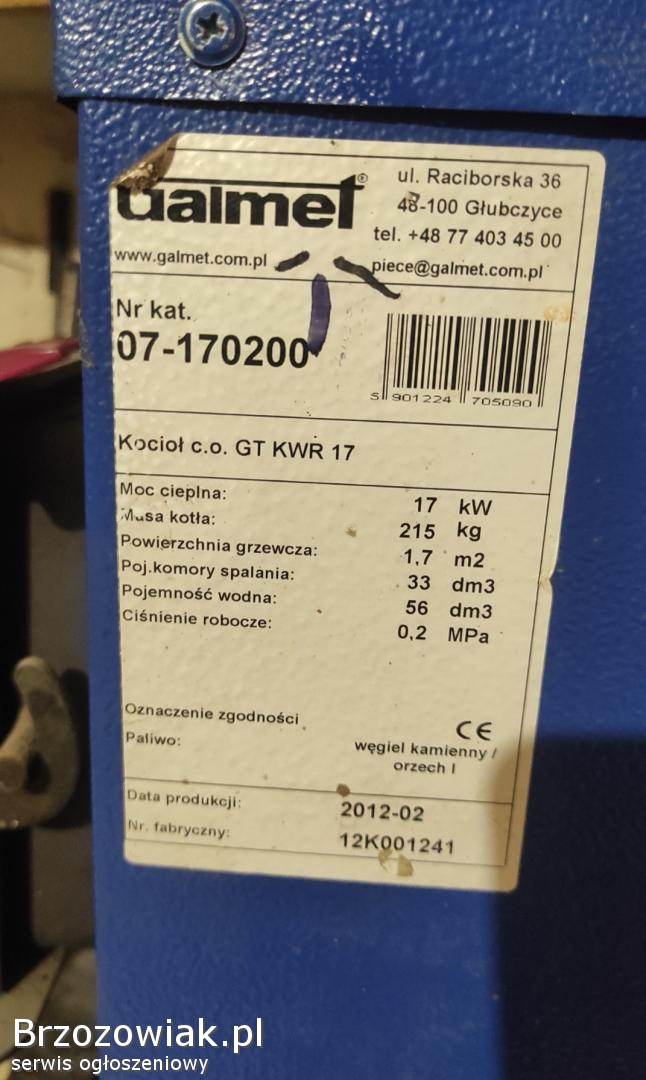 Galmet®
ul. Raciborska 36
48-100 Głubczyce
tel. +48 77 403 45 00
www.galmet.com.pl
piece@galmet.com.pl
Nr kat.
07-170200
5 901224 705090
Kocioł c.o. GT KWR 17
Moc cieplna: 17 kW
Masa kotła: 215 kg
Powierzchnia grzewcza: 1,7 m2
Poj.komory spalania: 33 dm3
Pojemność wodna: 56 dm3
Ciśnienie robocze: 0,2 MPa
Oznaczenie zgodności CE
Paliwo: węgiel kamienny /
orzech I
Data produkcji: 2012-02
Nr. fabryczny: 12K001241
Brzozowiak.pl
serwis ogłoszeniowy